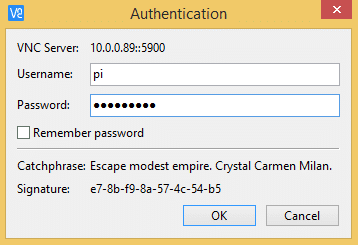 Authentication
VNC Server: 10.0.0.89::5900
Username: pi
Password: •••••••••
Remember password
Catchphrase: Escape modest empire. Crystal Carmen Milan.
Signature: e7-8b-f9-8a-57-4c-54-b5
OK Cancel